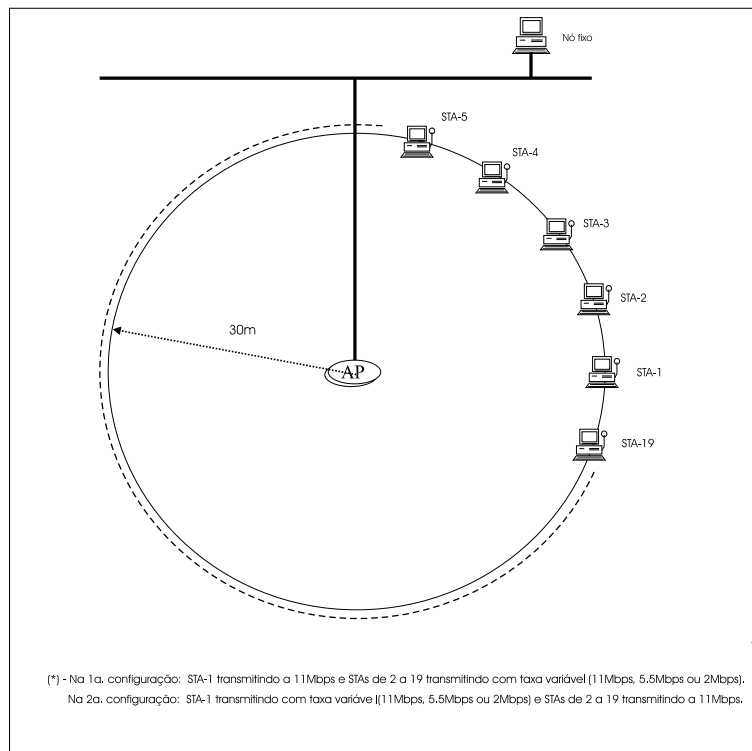 Nó fixo
STA-5
STA-4
STA-3
STA-2
30m
AP
STA-1
STA-19
(*) - Na 1a. configuração: STA-1 transmitindo a 11Mbps e STAs de 2 a 19 transmitindo com taxa variável (11Mbps, 5.5Mbps ou 2Mbps).
Na 2a. configuração: STA-1 transmitindo com taxa variável(11Mbps, 5.5Mbps ou 2Mbps) e STAs de 2 a 19 transmitindo a 11Mbps.